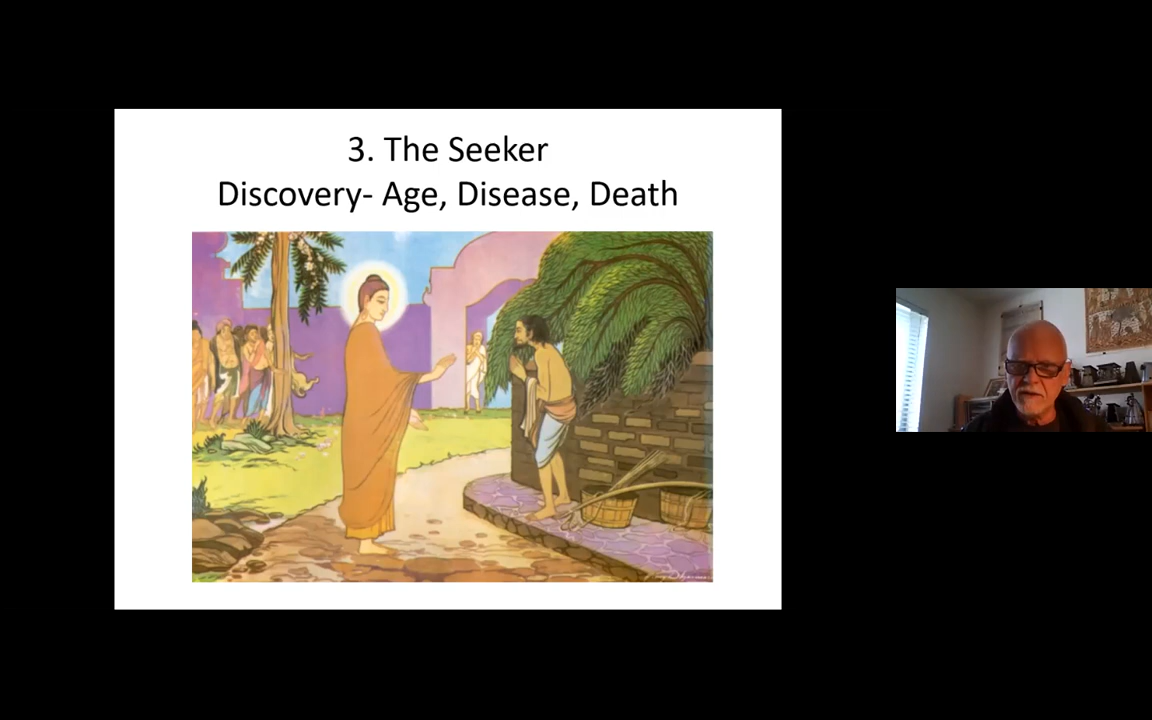 3. The Seeker
Discovery- Age, Disease, Death